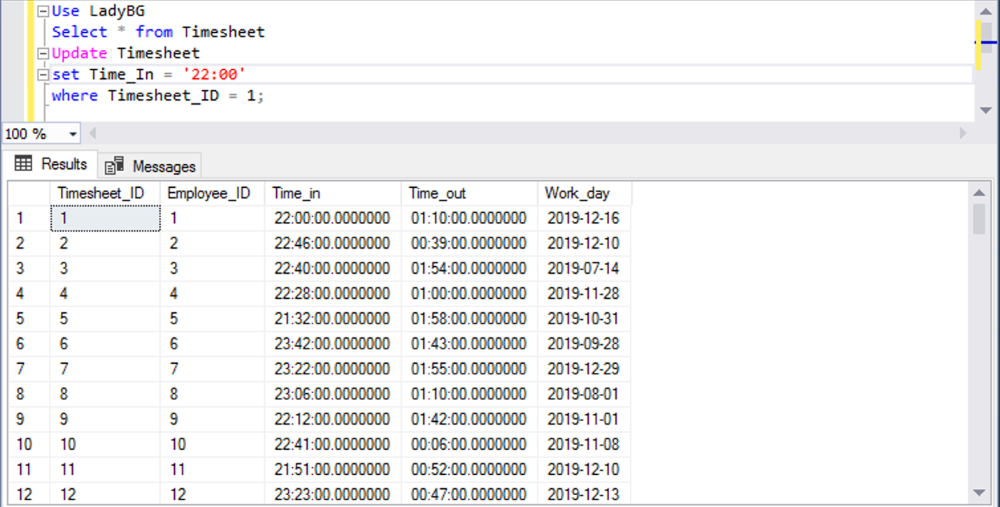 Use LadyBG
Select * from Timesheet
Update Timesheet
set Time_In = '22:00'
where Timesheet_ID = 1;
100 %
Results Messages
Timesheet_ID Employee_ID Time_in Time_out Work_day
1 1 1 22:00:00.0000000 01:10:00.0000000 2019-12-16
2 2 2 22:46:00.0000000 00:39:00.0000000 2019-12-10
3 3 3 22:40:00.0000000 01:54:00.0000000 2019-07-14
4 4 4 22:28:00.0000000 01:00:00.0000000 2019-11-28
5 5 5 21:32:00.0000000 01:58:00.0000000 2019-10-31
6 6 6 23:42:00.0000000 01:43:00.0000000 2019-09-28
7 7 7 23:22:00.0000000 01:55:00.0000000 2019-12-29
8 8 8 23:06:00.0000000 01:10:00.0000000 2019-08-01
9 9 9 22:12:00.0000000 01:42:00.0000000 2019-11-01
10 10 10 22:41:00.0000000 00:06:00.0000000 2019-11-08
11 11 11 21:51:00.0000000 00:52:00.0000000 2019-12-10
12 12 12 23:23:00.0000000 00:47:00.0000000 2019-12-13